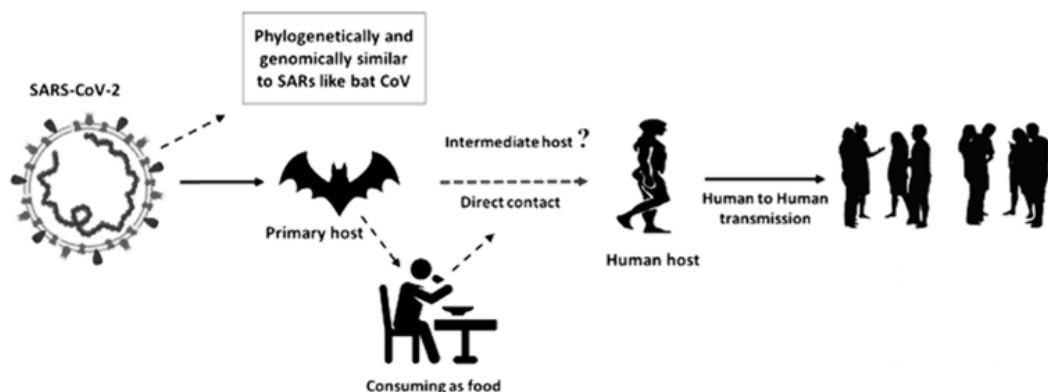 Phylogenetically and
genomically similar
to SARs like bat CoV
SARS-CoV-2
Intermediate host ?
Direct contact
Primary host
Human host
Human to Human
transmission
Consuming as food